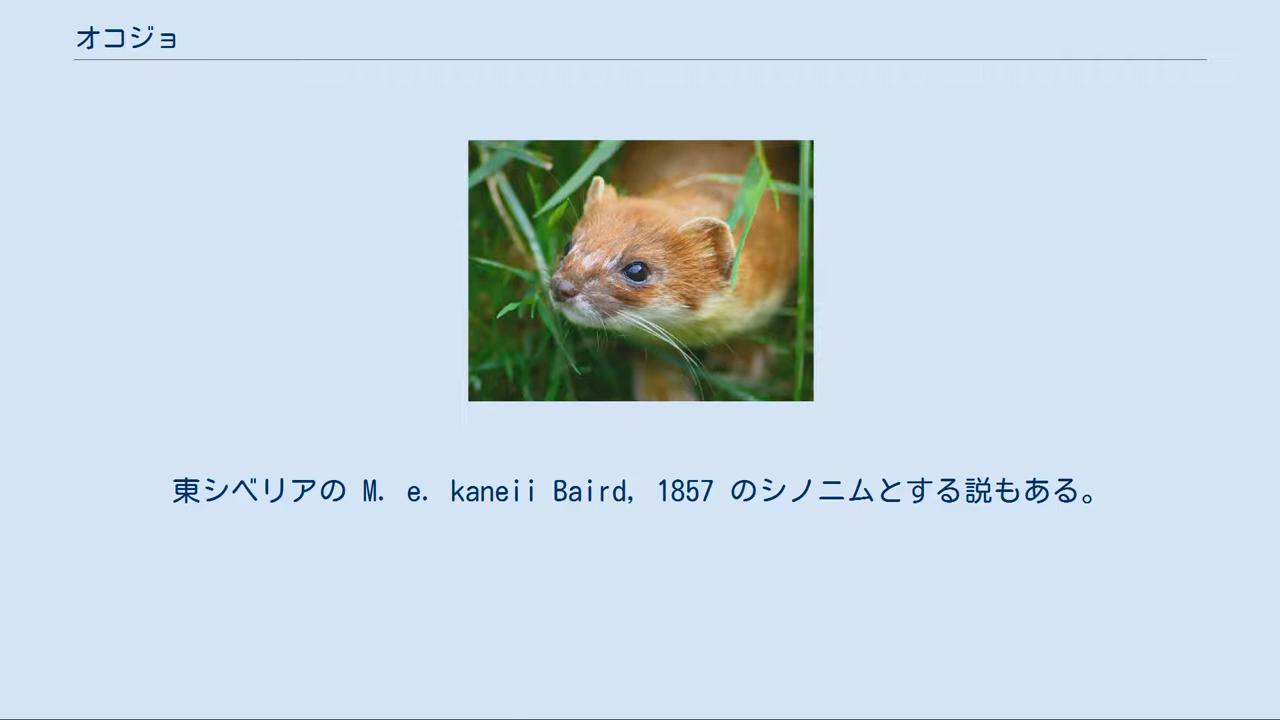 オコジョ
東シベリアの M. e. kaneii Baird, 1857 のシノニムとする説もある。